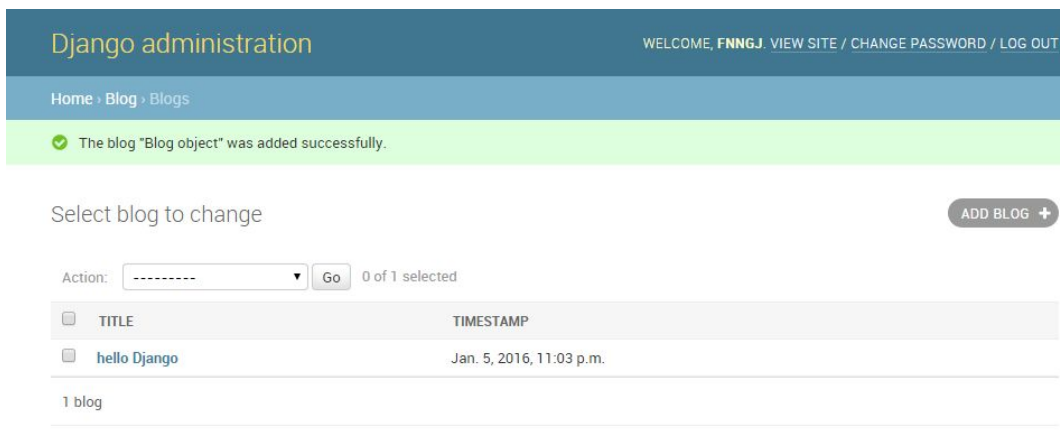 Django administration
WELCOME, FNNGJ. VIEW SITE / CHANGE PASSWORD / LOG OUT
Home › Blog › Blogs
The blog "Blog object" was added successfully.
Select blog to change
ADD BLOG +
Action: --------- Go 0 of 1 selected
TITLE TIMESTAMP
hello Django Jan. 5, 2016, 11:03 p.m.
1 blog